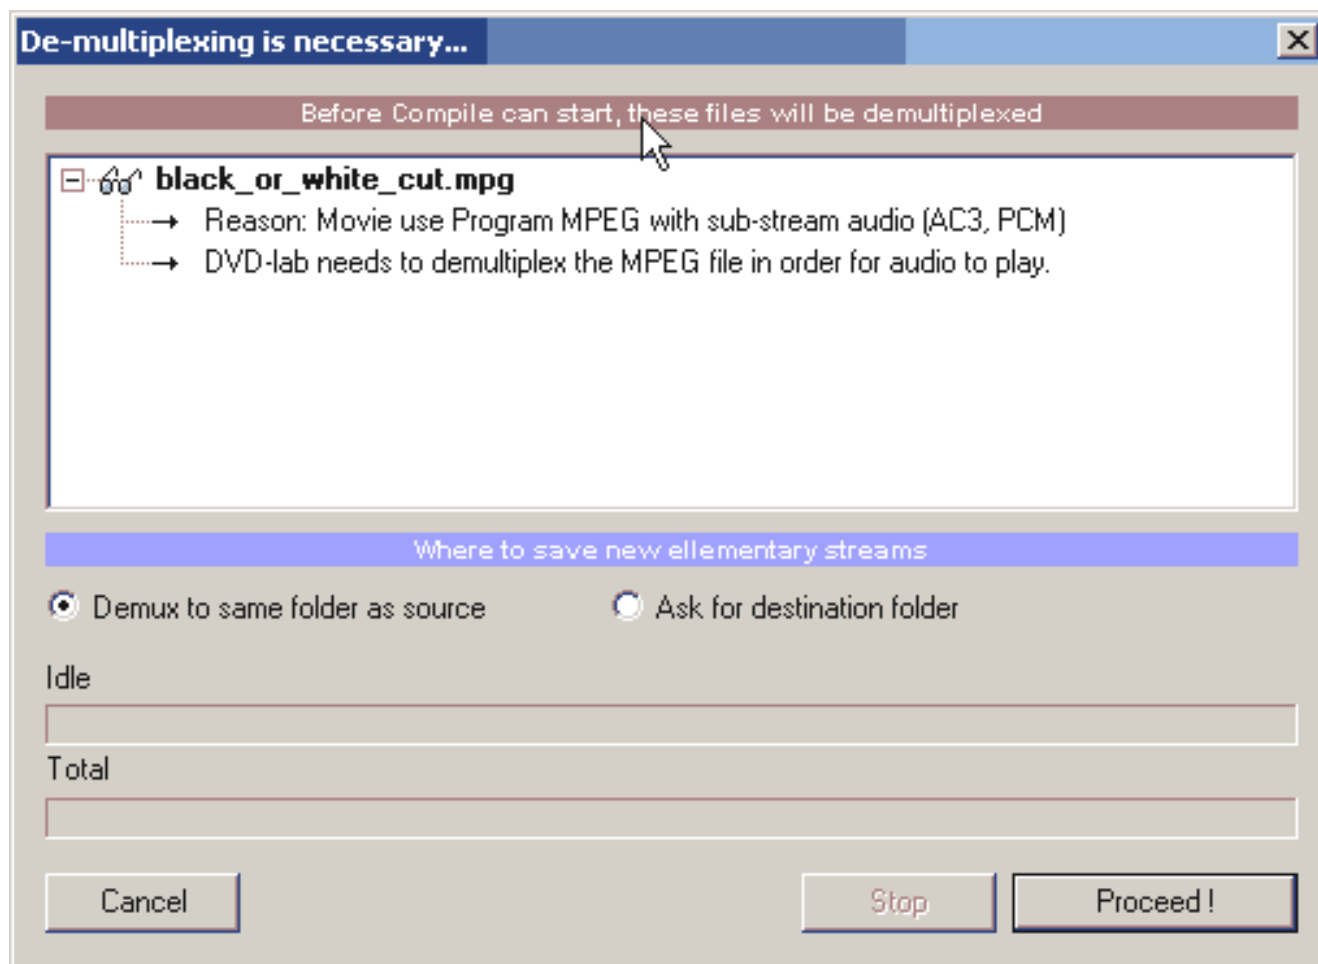 De-multiplexing is necessary...
Before Compile can start, these files will be demultiplexed
black_or_white_cut.mpg
Reason: Movie use Program MPEG with sub-stream audio (AC3, PCM)
DVD-lab needs to demultiplex the MPEG file in order for audio to play.
Where to save new ellementary streams
Demux to same folder as source Ask for destination folder
Idle
Total
Cancel Stop Proceed !